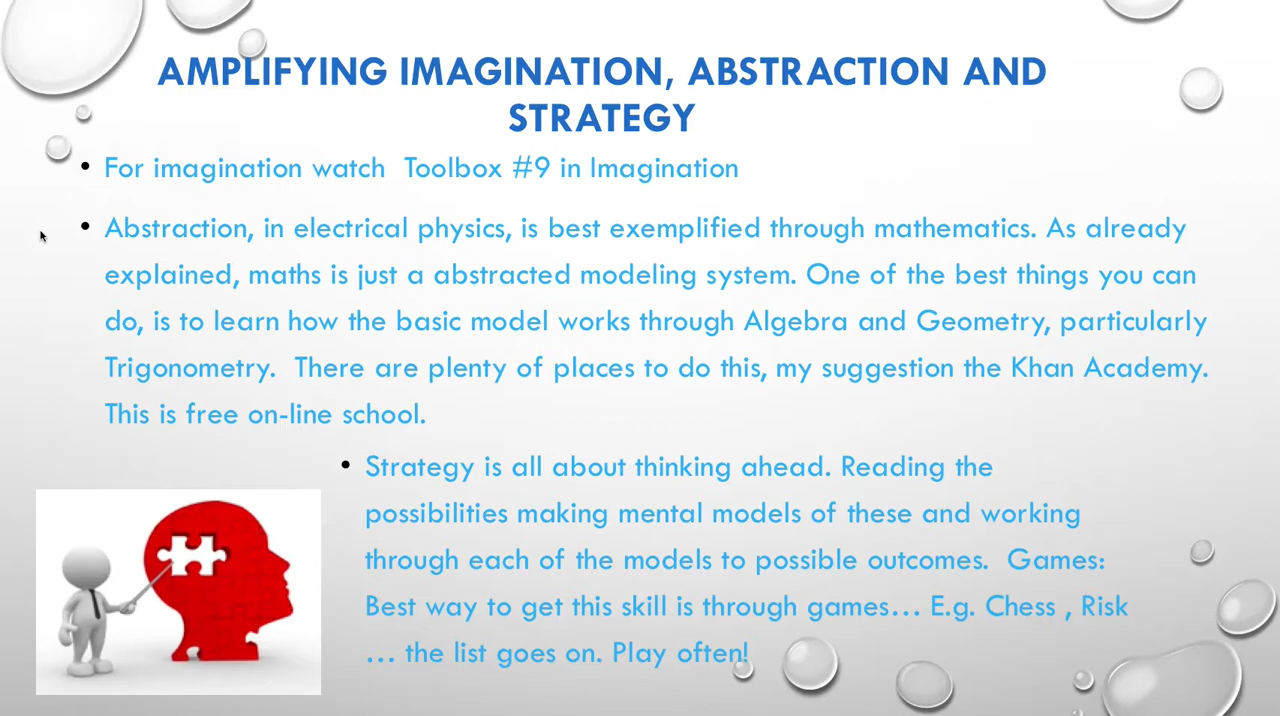 AMPLIFYING IMAGINATION, ABSTRACTION AND
STRATEGY
• For imagination watch  Toolbox #9 in Imagination
• Abstraction, in electrical physics, is best exemplified through mathematics. As already
explained, maths is just a abstracted modeling system. One of the best things you can
do, is to learn how the basic model works through Algebra and Geometry, particularly
Trigonometry.  There are plenty of places to do this, my suggestion the Khan Academy.
This is free on-line school.
• Strategy is all about thinking ahead. Reading the
possibilities making mental models of these and working
through each of the models to possible outcomes.  Games:
Best way to get this skill is through games… E.g. Chess , Risk
… the list goes on. Play often!